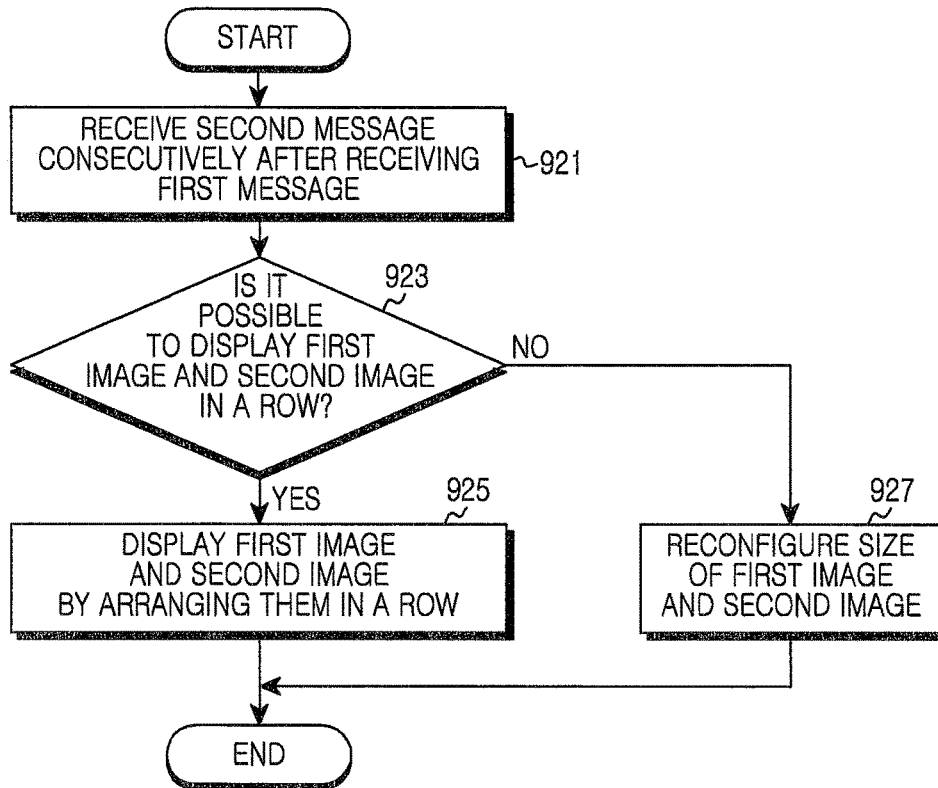 START
RECEIVE SECOND MESSAGE
CONSECUTIVELY AFTER RECEIVING
FIRST MESSAGE
921
IS IT
POSSIBLE
TO DISPLAY FIRST
IMAGE AND SECOND IMAGE
IN A ROW?
923
NO
YES
925
DISPLAY FIRST IMAGE
AND SECOND IMAGE
BY ARRANGING THEM IN A ROW
927
RECONFIGURE SIZE
OF FIRST IMAGE
AND SECOND IMAGE
END